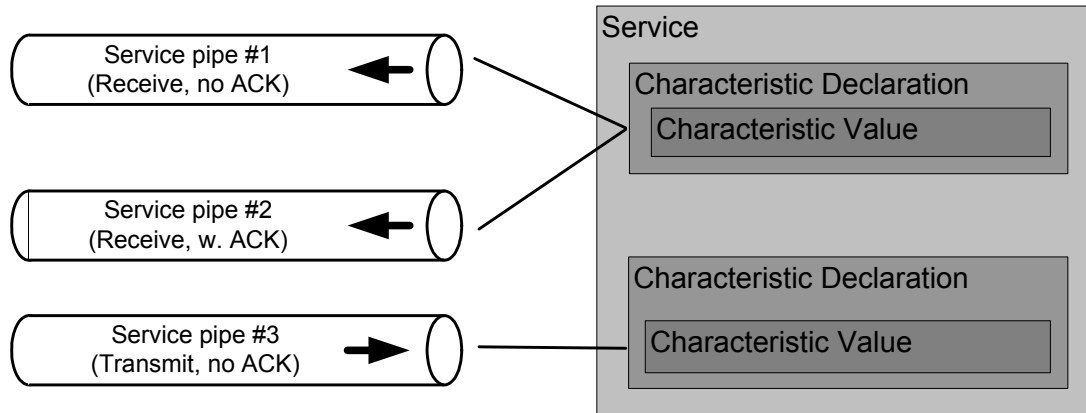 Service pipe #1
(Receive, no ACK)
Service pipe #2
(Receive, w. ACK)
Service pipe #3
(Transmit, no ACK)
Service
Characteristic Declaration
Characteristic Value
Characteristic Declaration
Characteristic Value